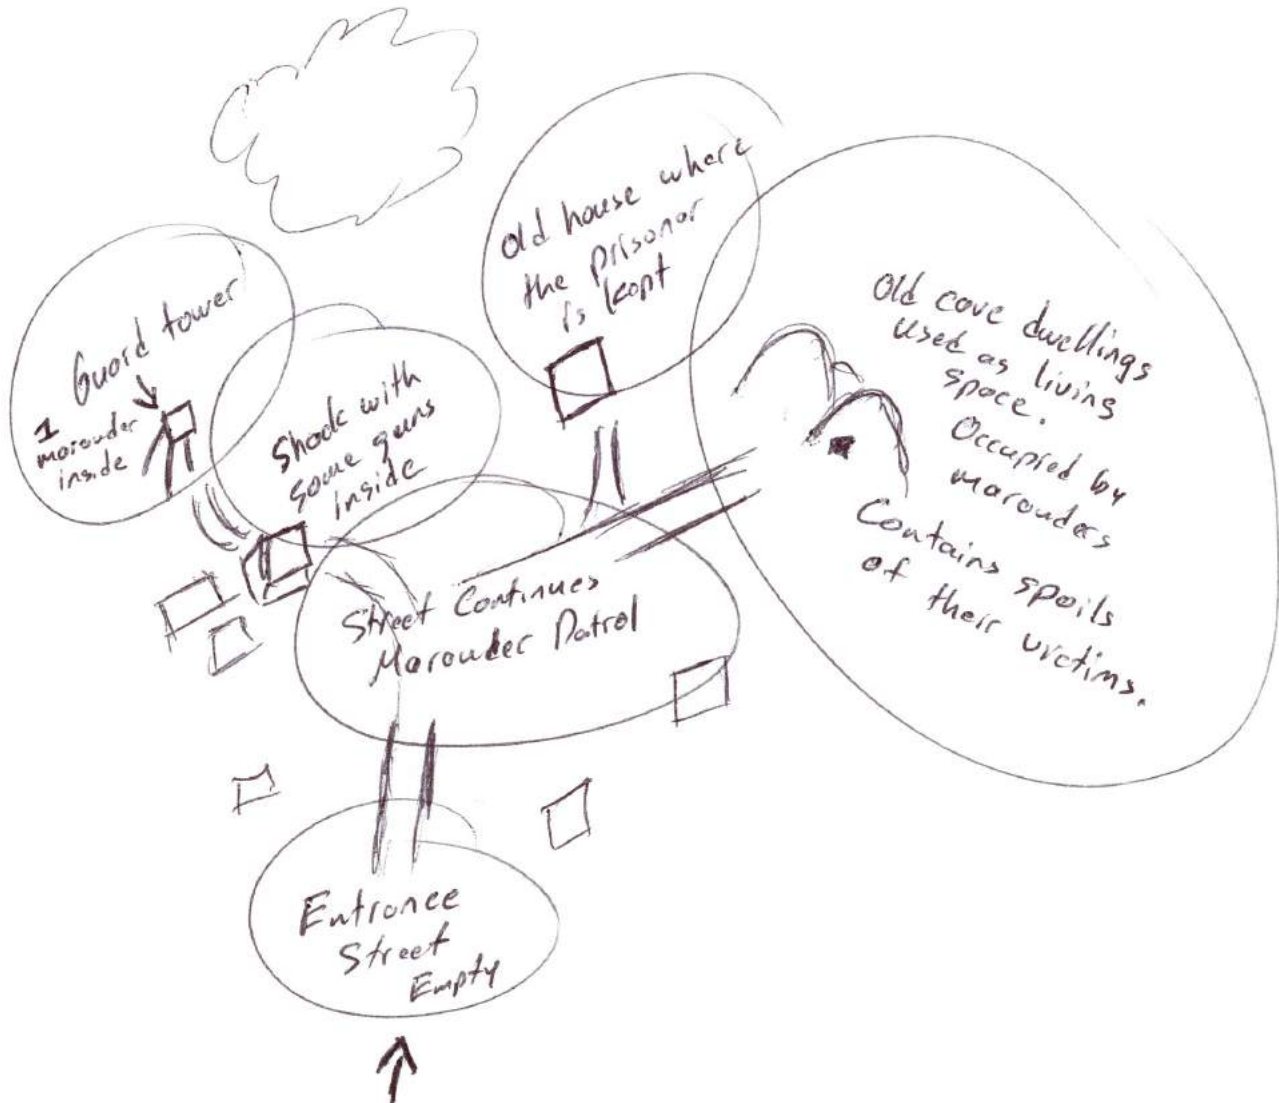 Old house where
the prisoner
is kept
Guard tower
1
marauder
inside
Shack with
some guns
inside
Old cave dwellings
used as living
space.
Occupied by
marauders
Contains spoils
of their victims.
Street Continues
Marauder Patrol
Entrance
Street
Empty